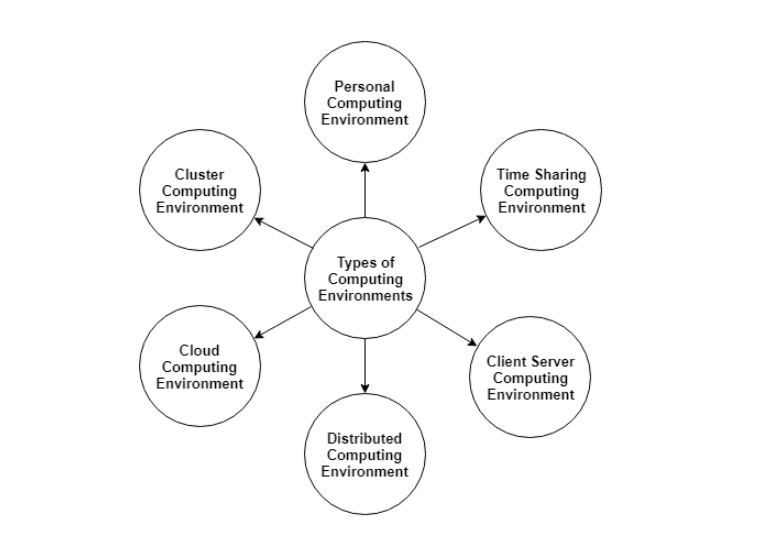 Personal
Computing
Environment
Cluster
Computing
Environment
Time Sharing
Computing
Environment
Types of
Computing
Environments
Cloud
Computing
Environment
Client Server
Computing
Environment
Distributed
Computing
Environment